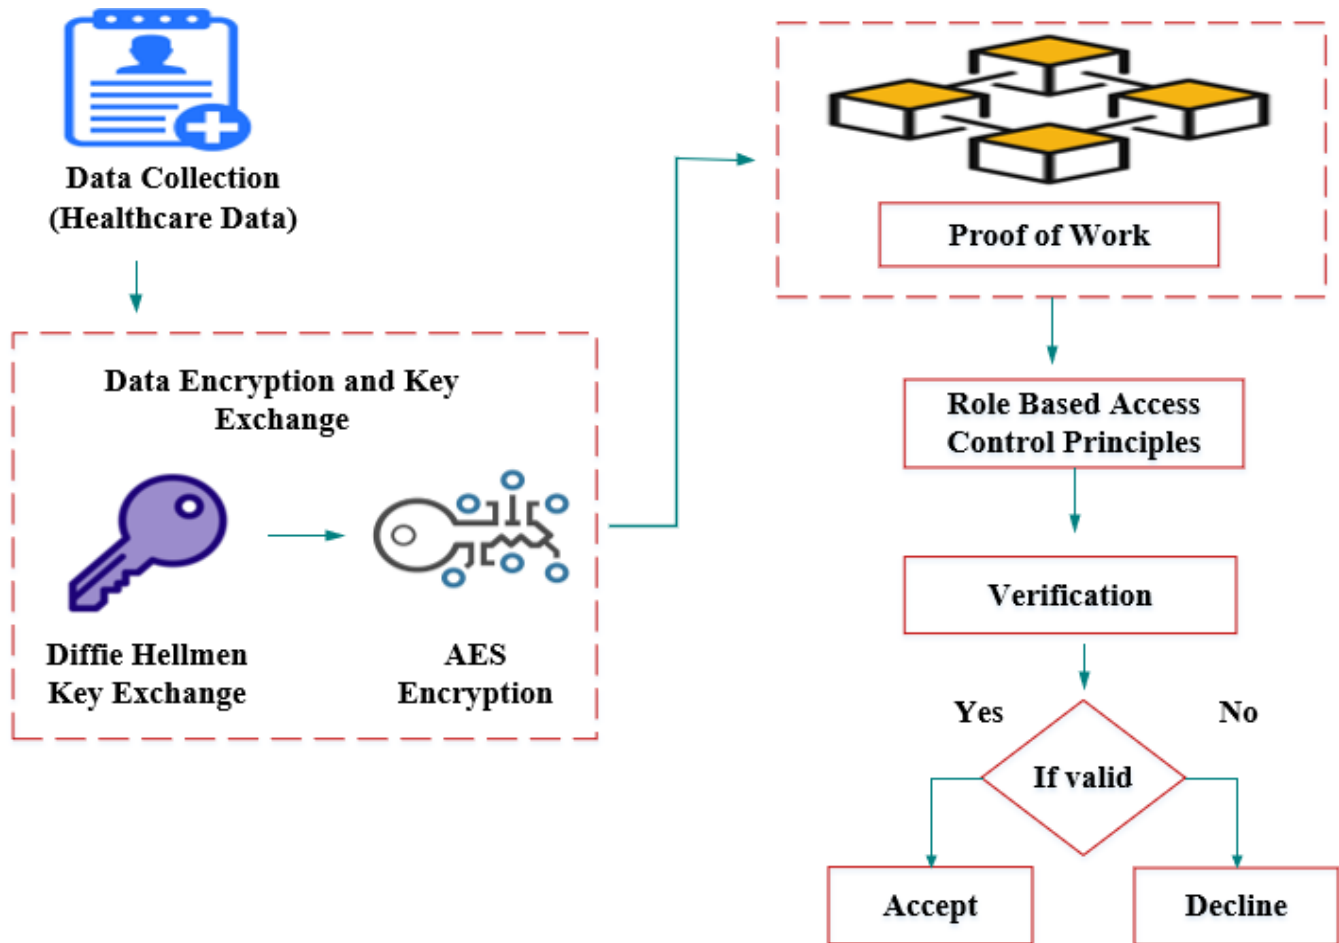 Data Collection
(Healthcare Data)
Data Encryption and Key
Exchange
Diffie Hellmen
Key Exchange
AES
Encryption
Proof of Work
Role Based Access
Control Principles
Verification
Yes
No
If valid
Accept
Decline